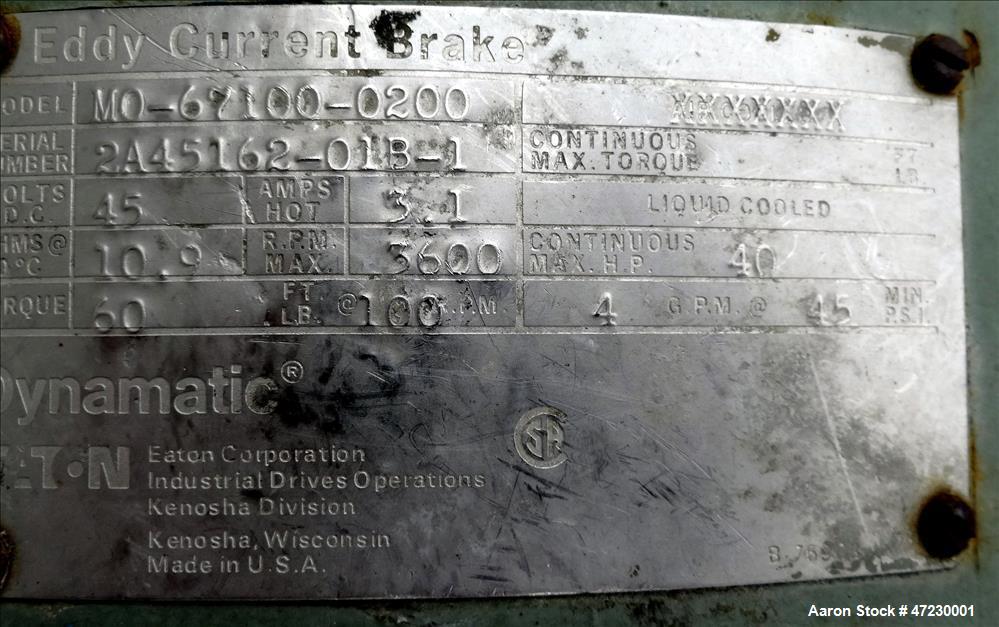 Eddy Current Brake
ODEL MO-67100-0200
ERIAL UMBER 2A45162-01B-1 CONTINUOUS MAX. TORQUE FT. LB.
OLTS D.C. 45 AMPS HOT 3.1 LIQUID COOLED
HMS@ 0°C 10.9 R.P.M. MAX. 3600 CONTINUOUS MAX. H.P. 40
RQUE 60 FT. LB. @ 100 R.P.M. 4 G.P.M. @ 45 MIN. P.S.I.
Dynamatic®
EAT•N Eaton Corporation
Industrial Drives Operations
Kenosha Division
Kenosha, Wisconsin
Made in U.S.A.
Aaron Stock # 47230001